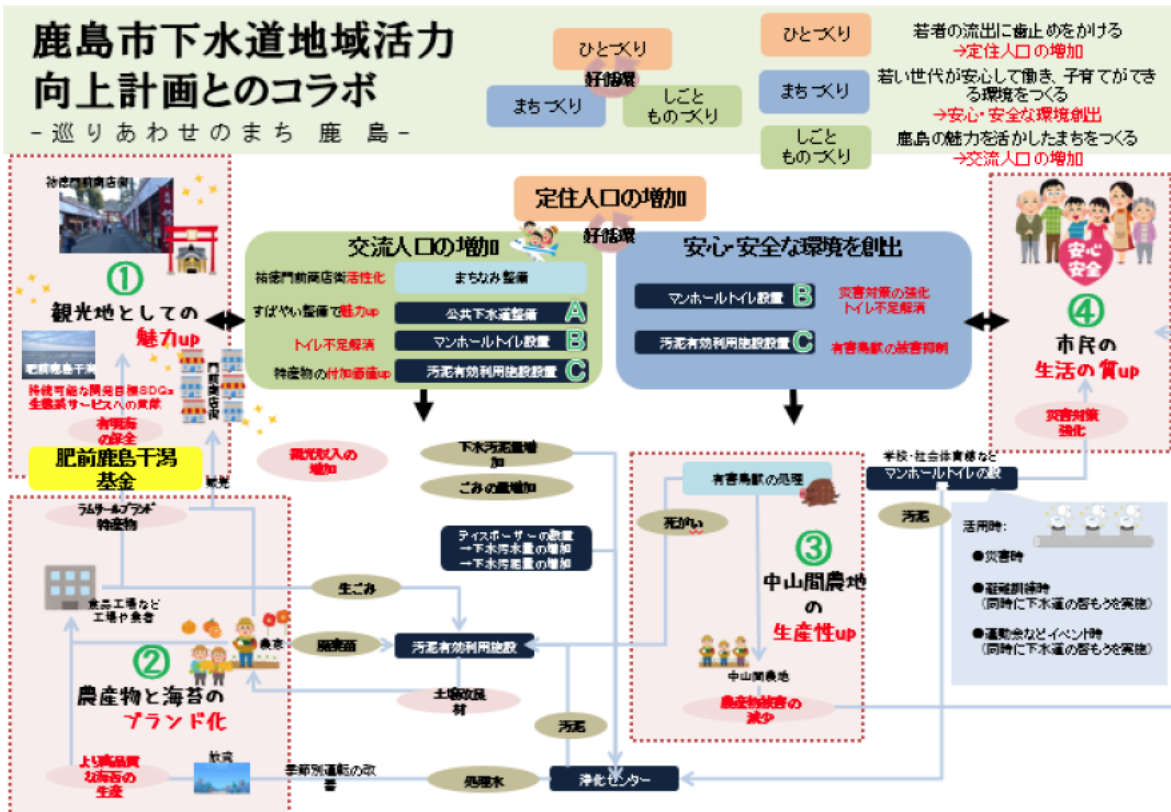 鹿島市下水道地域活力
向上計画とのコラボ
-巡りあわせのまち 鹿島-
ひとづくり
好循環
まちづくり
しごと
ものづくり
ひとづくり
若者の流出に歯止めをかける
→定住人口の増加
まちづくり
若い世代が安心して働き、子育てができ
る環境をつくる
→安心・安全な環境創出
しごと
ものづくり
鹿島の魅力を活かしたまちをつくる
→交流人口の増加
祐徳門前商店街
①
観光地としての
魅力up
肥前鹿島干潟
持続可能な開発目標SDGs
生態系サービスへの貢献
有明海
の保全
門前商店街
肥前鹿島干潟
基金
定住人口の増加
好循環
交流人口の増加
祐徳門前商店街活性化
まちなみ整備
すばやい整備で魅力up
公共下水道整備 A
トイレ不足解消
マンホールトイレ設置 B
特産物の付加価値up
汚泥有効利用施設設置 C
安心・安全な環境を創出
マンホールトイレ設置 B
災害対策の強化
トイレ不足解消
汚泥有効利用施設設置 C
有害鳥獣の被害抑制
安心
安全
④
市民の
生活の質up
災害対策
強化
観光収入の
増加
下水汚泥量増
加
ごみの量増加
ディスポーザーの設置
→下水汚水量の増加
→下水汚泥量の増加
有害鳥獣の処理
死がい
③
中山間農地
の
生産性up
中山間農地
農産物被害の
減少
学校・社会体育館など
マンホールトイレの設
汚泥
活用時:
●災害時
●避難訓練時
(同時に下水道の啓もうを実施)
●運動会などイベント時
(同時に下水道の啓もうを実施)
ラムサールブランド
特産物
食品工場など
工場や業者
農家
②
農産物と海苔の
ブランド化
より高品質
な海苔の
生産
放流
季節別運転の改
善
処理水
浄化センター
汚泥
生ごみ
廃棄苗
汚泥有効利用施設
土壌改良
材